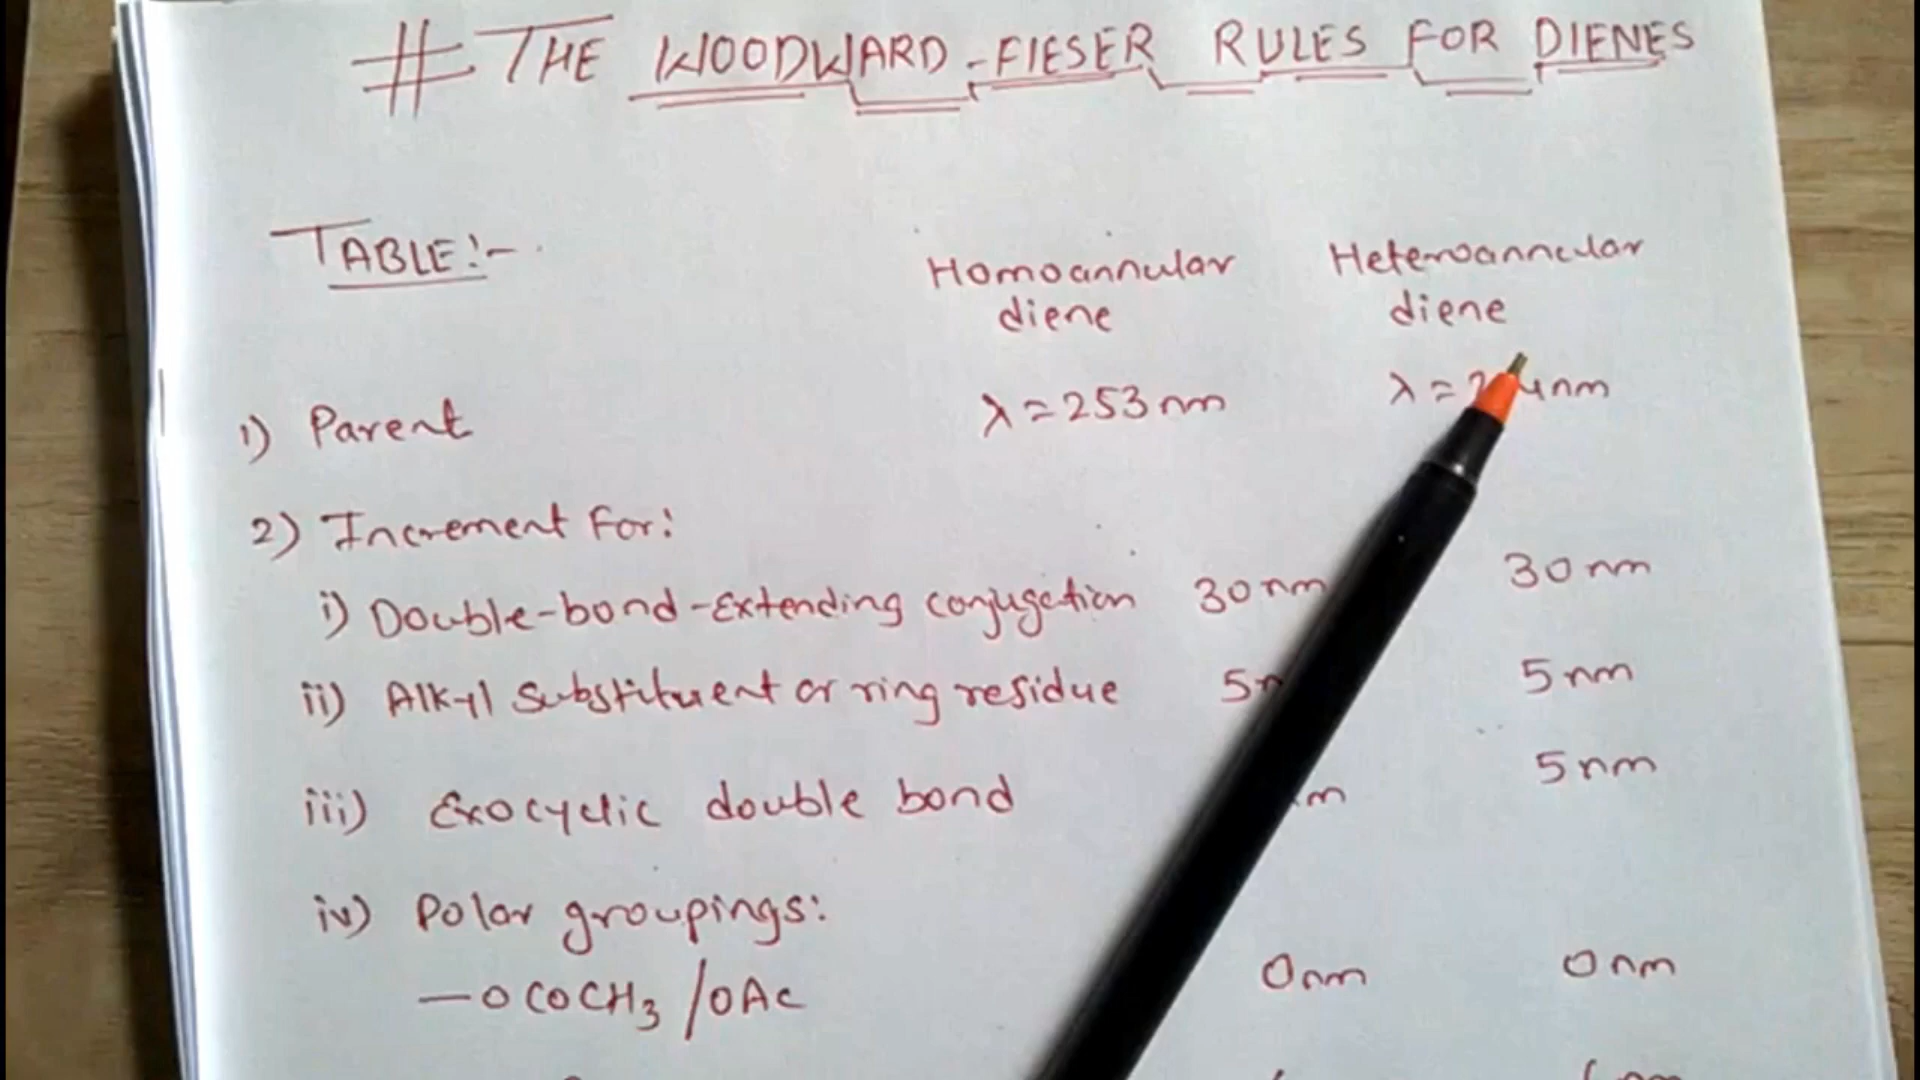 # THE WOODWARD-FIESER RULES FOR DIENES
TABLE:-
Homoannular diene
Heteroannular diene
1) Parent λ=253nm λ=
2) Increment For:
i) Double-bond-Extending conjugation 30nm 30nm
ii) Alkyl Substituent or ring residue 5nm
iii) Exocyclic double bond 5nm
iv) Polar groupings:
—OCOCH3/OAc 0nm 0nm